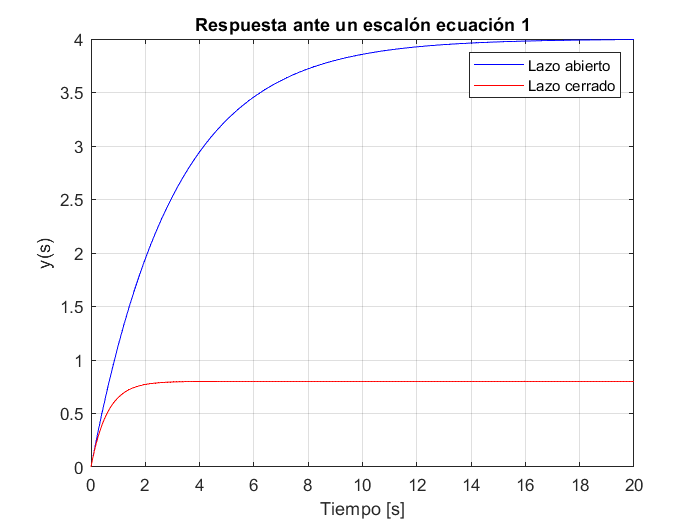 Respuesta ante un escalón ecuación 1
Lazo abierto
Lazo cerrado
4
3.5
3
2.5
2
1.5
1
0.5
0
y(s)
0 2 4 6 8 10 12 14 16 18 20
Tiempo [s]